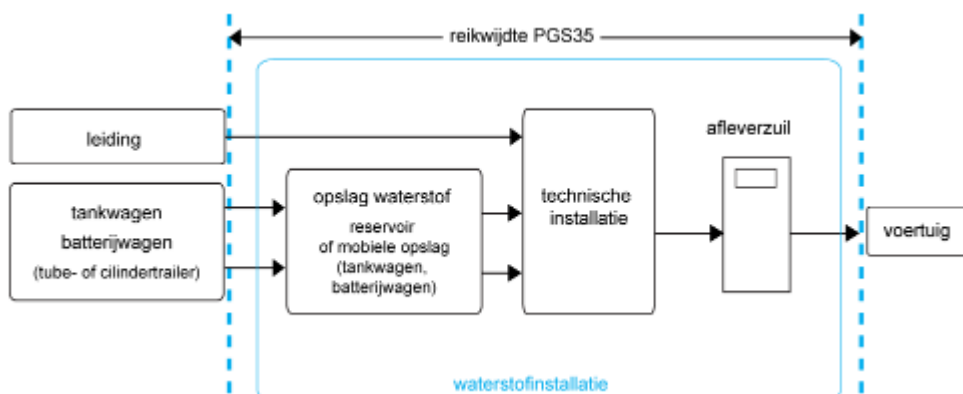 reikwijdte PGS35
leiding
tankwagen
batterijwagen
(tube- of cilindertrailer)
opslag waterstof
reservoir
of mobiele opslag
(tankwagen,
batterijwagen)
technische
installatie
afleverzuil
voertuig
waterstofinstallatie